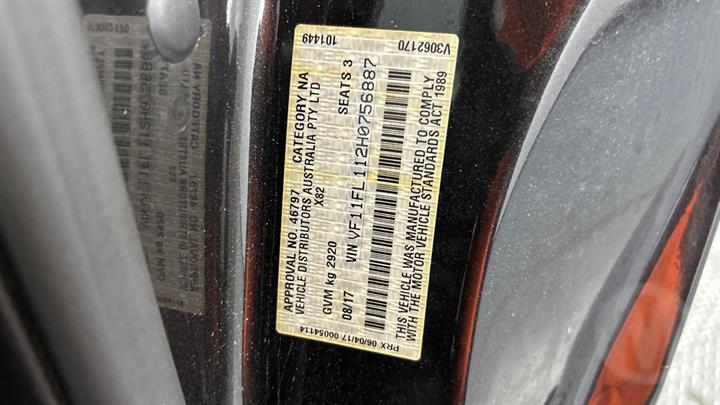 APPROVAL NO. 46797 CATEGORY NA
VEHICLE DISTRIBUTORS AUSTRALIA PTY LTD
X82
GVM kg 2920 SEATS 3
08/17 VIN VF11FL112H0756887
THIS VEHICLE WAS MANUFACTURED TO COMPLY
WITH THE MOTOR VEHICLE STANDARDS ACT 1989
PRX 06/04/17 00054114
101449
V3062170